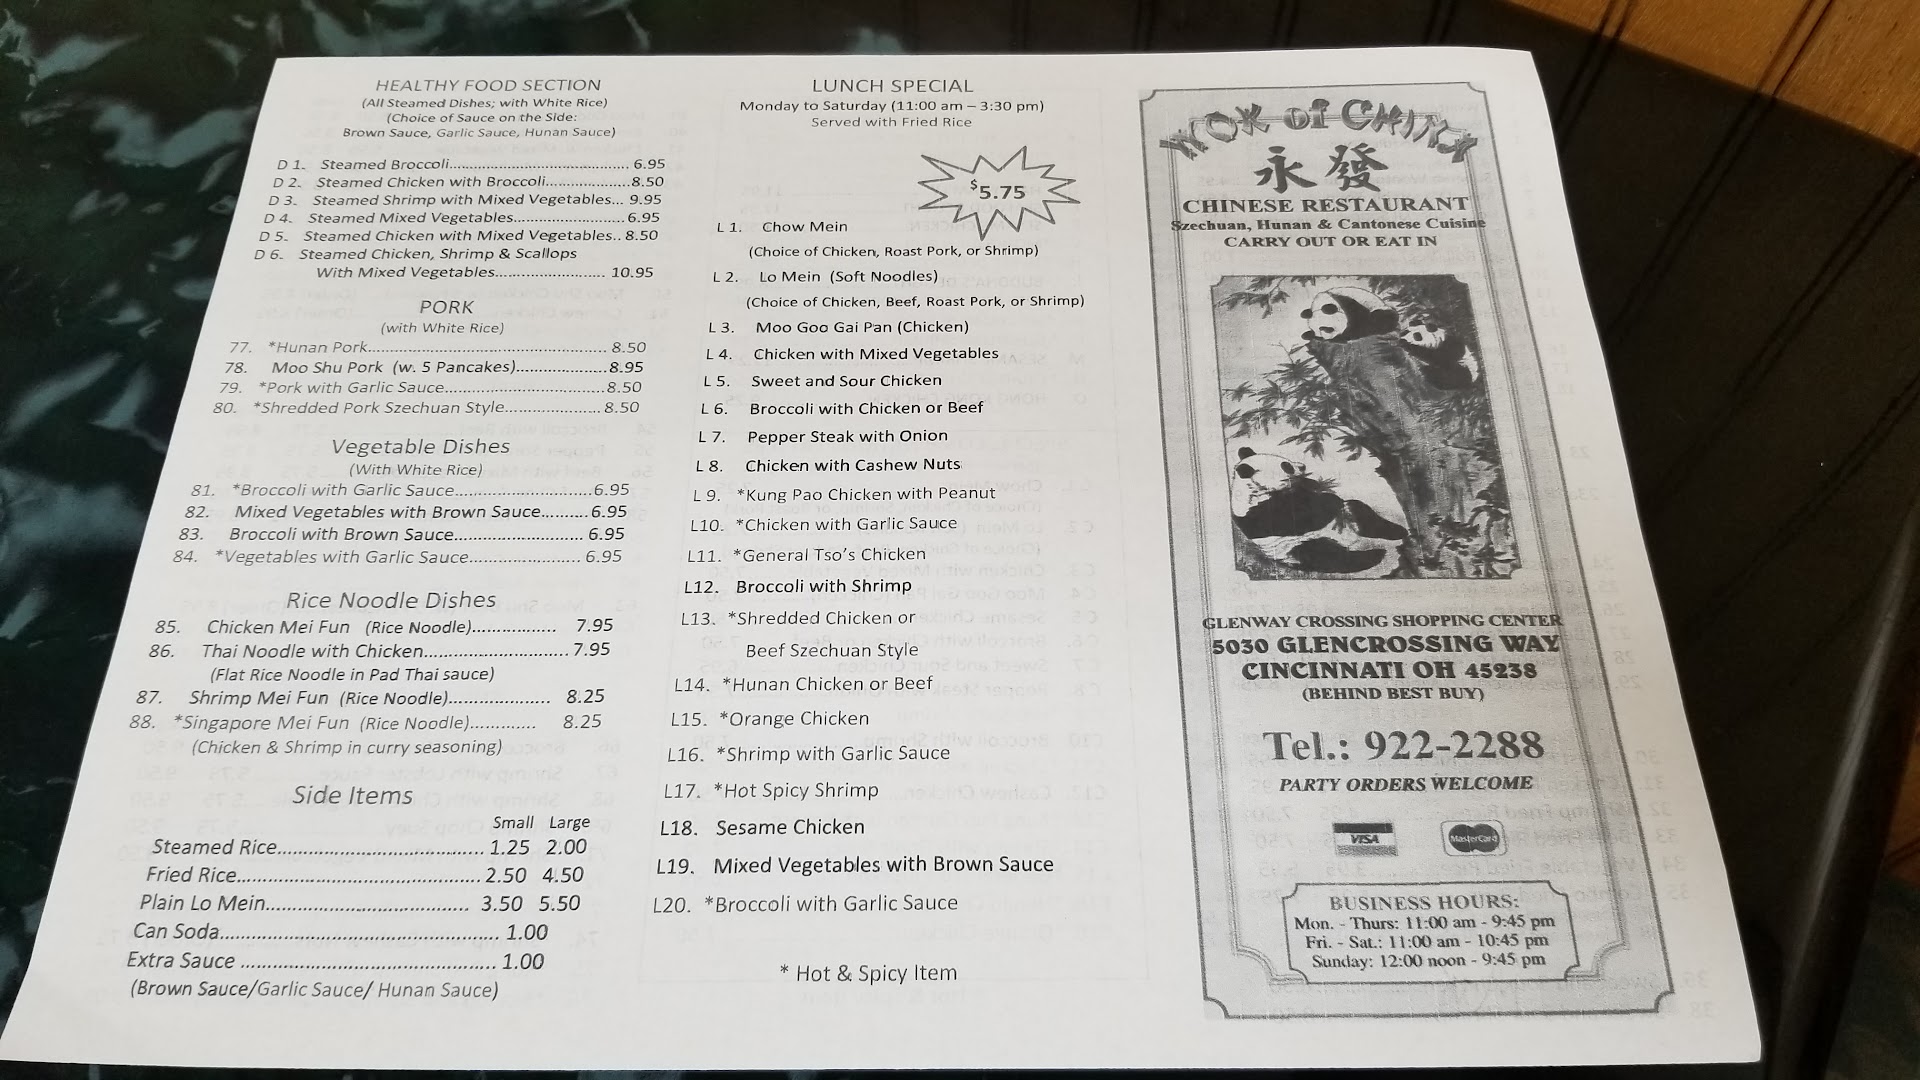 HEALTHY FOOD SECTION
(All Steamed Dishes; with White Rice)
(Choice of Sauce on the Side:
Brown Sauce, Garlic Sauce, Hunan Sauce)
D 1. Steamed Broccoli.......................................... 6.95
D 2. Steamed Chicken with Broccoli....................8.50
D 3. Steamed Shrimp with Mixed Vegetables... 9.95
D 4. Steamed Mixed Vegetables..........................6.95
D 5. Steamed Chicken with Mixed Vegetables.. 8.50
D 6. Steamed Chicken, Shrimp & Scallops
With Mixed Vegetables.......................... 10.95
PORK
(with White Rice)
77. *Hunan Pork.................................................. 8.50
78. Moo Shu Pork (w. 5 Pancakes)...................8.95
79. *Pork with Garlic Sauce..................................8.50
80. *Shredded Pork Szechuan Style.................... 8.50
Vegetable Dishes
(With White Rice)
81. *Broccoli with Garlic Sauce............................6.95
82. Mixed Vegetables with Brown Sauce..........6.95
83. Broccoli with Brown Sauce.......................... 6.95
84. *Vegetables with Garlic Sauce....................... 6.95
Rice Noodle Dishes
85. Chicken Mei Fun (Rice Noodle)................. 7.95
86. Thai Noodle with Chicken............................. 7.95
(Flat Rice Noodle in Pad Thai sauce)
87. Shrimp Mei Fun (Rice Noodle).................... 8.25
88. *Singapore Mei Fun (Rice Noodle)............. 8.25
(Chicken & Shrimp in curry seasoning)
Side Items
Small Large
Steamed Rice.................................... 1.25 2.00
Fried Rice........................................... 2.50 4.50
Plain Lo Mein.................................... 3.50 5.50
Can Soda................................................. 1.00
Extra Sauce ............................................. 1.00
(Brown Sauce/Garlic Sauce/ Hunan Sauce)
LUNCH SPECIAL
Monday to Saturday (11:00 am – 3:30 pm)
Served with Fried Rice
$5.75
L 1. Chow Mein
(Choice of Chicken, Roast Pork, or Shrimp)
L 2. Lo Mein (Soft Noodles)
(Choice of Chicken, Beef, Roast Pork, or Shrimp)
L 3. Moo Goo Gai Pan (Chicken)
L 4. Chicken with Mixed Vegetables
L 5. Sweet and Sour Chicken
L 6. Broccoli with Chicken or Beef
L 7. Pepper Steak with Onion
L 8. Chicken with Cashew Nuts
L 9. *Kung Pao Chicken with Peanut
L10. *Chicken with Garlic Sauce
L11. *General Tso's Chicken
L12. Broccoli with Shrimp
L13. *Shredded Chicken or
Beef Szechuan Style
L14. *Hunan Chicken or Beef
L15. *Orange Chicken
L16. *Shrimp with Garlic Sauce
L17. *Hot Spicy Shrimp
L18. Sesame Chicken
L19. Mixed Vegetables with Brown Sauce
L20. *Broccoli with Garlic Sauce
* Hot & Spicy Item
WOK of CHINA
永發
CHINESE RESTAURANT
Szechuan, Hunan & Cantonese Cuisine
CARRY OUT OR EAT IN
GLENWAY CROSSING SHOPPING CENTER
5030 GLENCROSSING WAY
CINCINNATI OH 45238
(BEHIND BEST BUY)
Tel.: 922-2288
PARTY ORDERS WELCOME
VISA MasterCard
BUSINESS HOURS:
Mon. - Thurs: 11:00 am - 9:45 pm
Fri. - Sat.: 11:00 am - 10:45 pm
Sunday: 12:00 noon - 9:45 pm